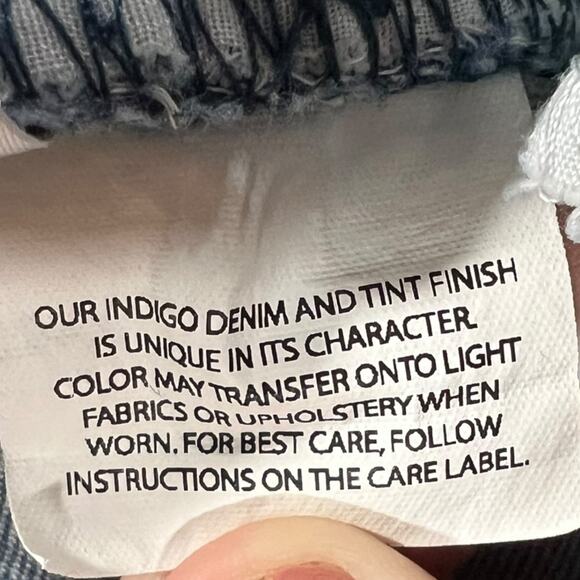 OUR INDIGO DENIM AND TINT FINISH
IS UNIQUE IN ITS CHARACTER.
COLOR MAY TRANSFER ONTO LIGHT
FABRICS OR UPHOLSTERY WHEN
WORN. FOR BEST CARE, FOLLOW
INSTRUCTIONS ON THE CARE LABEL.